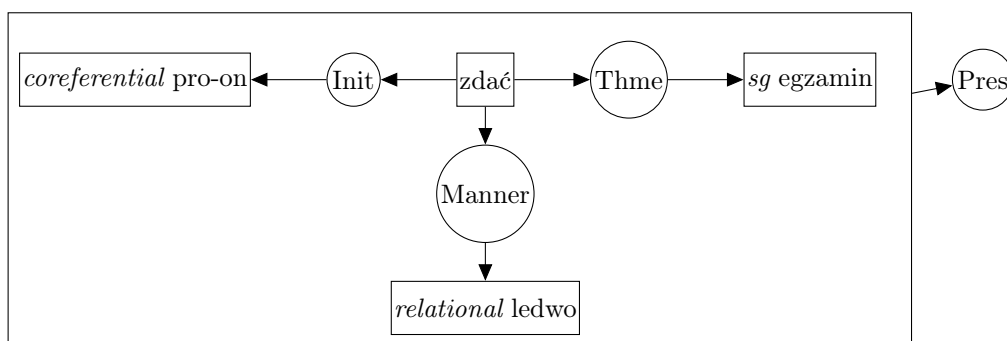 coreferential pro-on Init zdać Thme sg egzamin Pres
Manner
relational ledwo